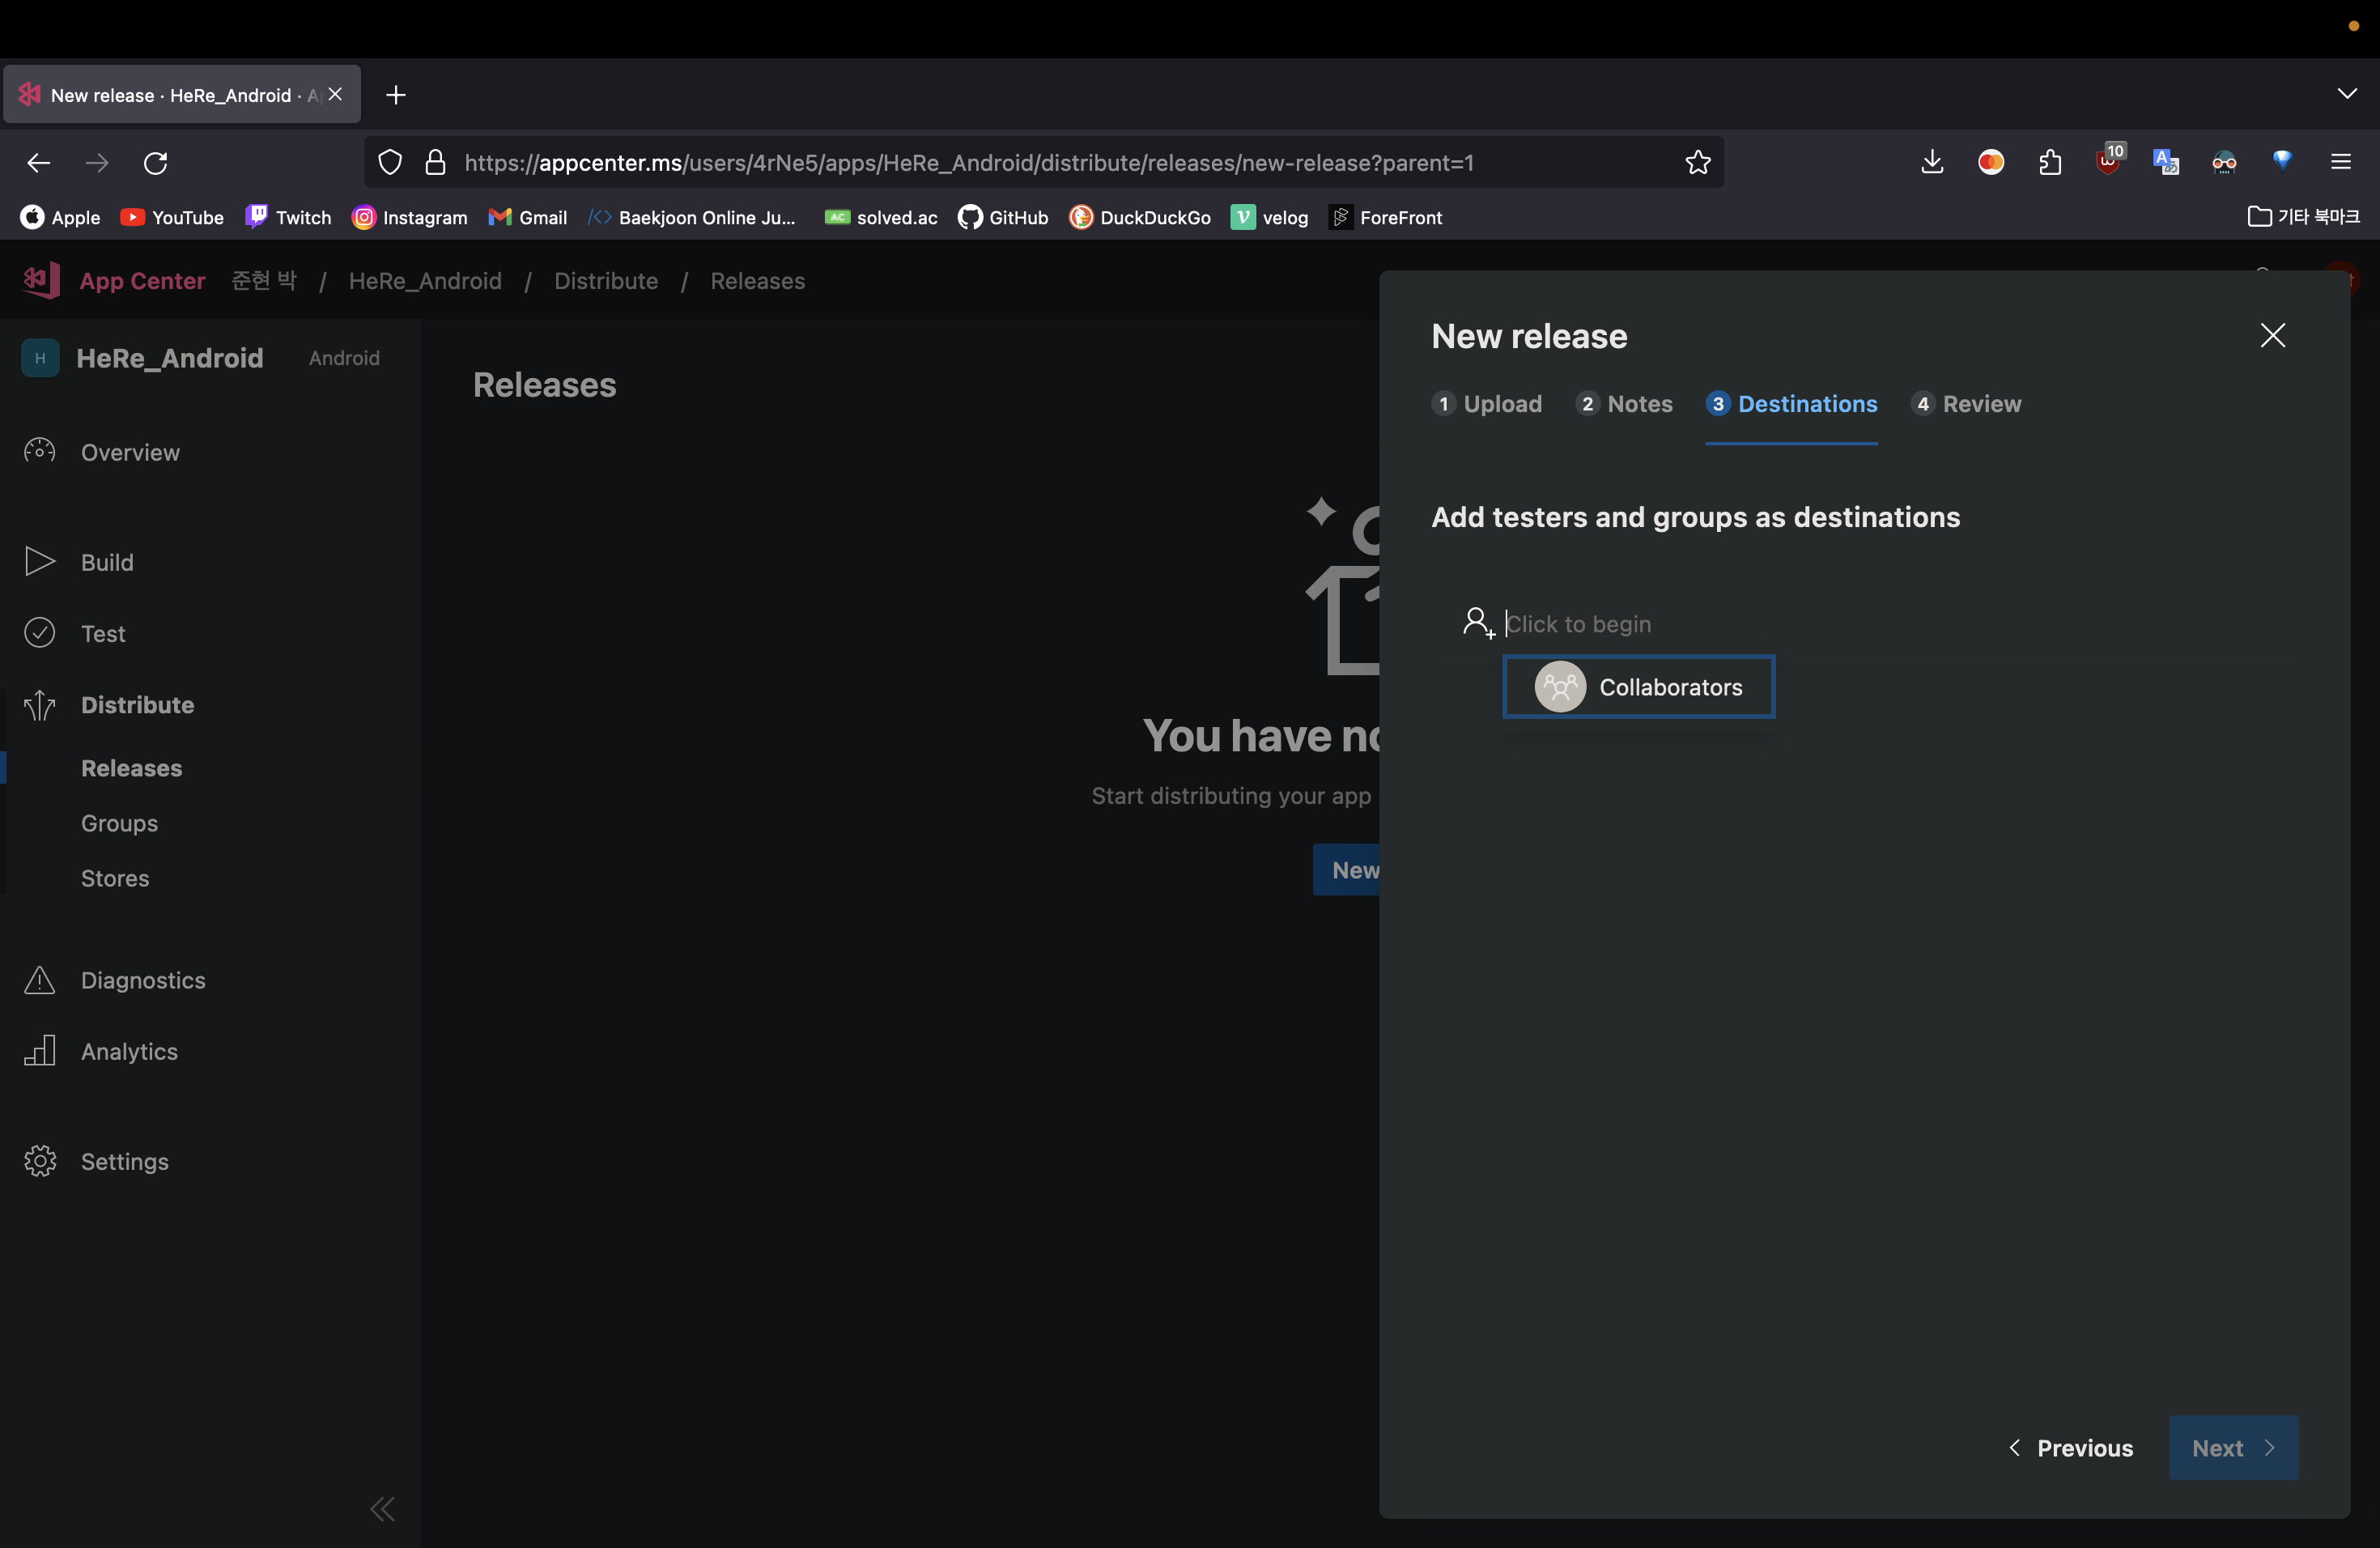 New release · HeRe_Android · A
https://appcenter.ms/users/4rNe5/apps/HeRe_Android/distribute/releases/new-release?parent=1
10
Apple YouTube Twitch Instagram Gmail Baekjoon Online Ju... solved.ac GitHub DuckDuckGo velog ForeFront 기타 북마크
App Center 준현 박 / HeRe_Android / Distribute / Releases
H HeRe_Android Android
Overview
Build
Test
Distribute
Releases
Groups
Stores
Diagnostics
Analytics
Settings
Releases
You have no
Start distributing your app
New
New release
1 Upload 2 Notes 3 Destinations 4 Review
Add testers and groups as destinations
Click to begin
Collaborators
Previous Next